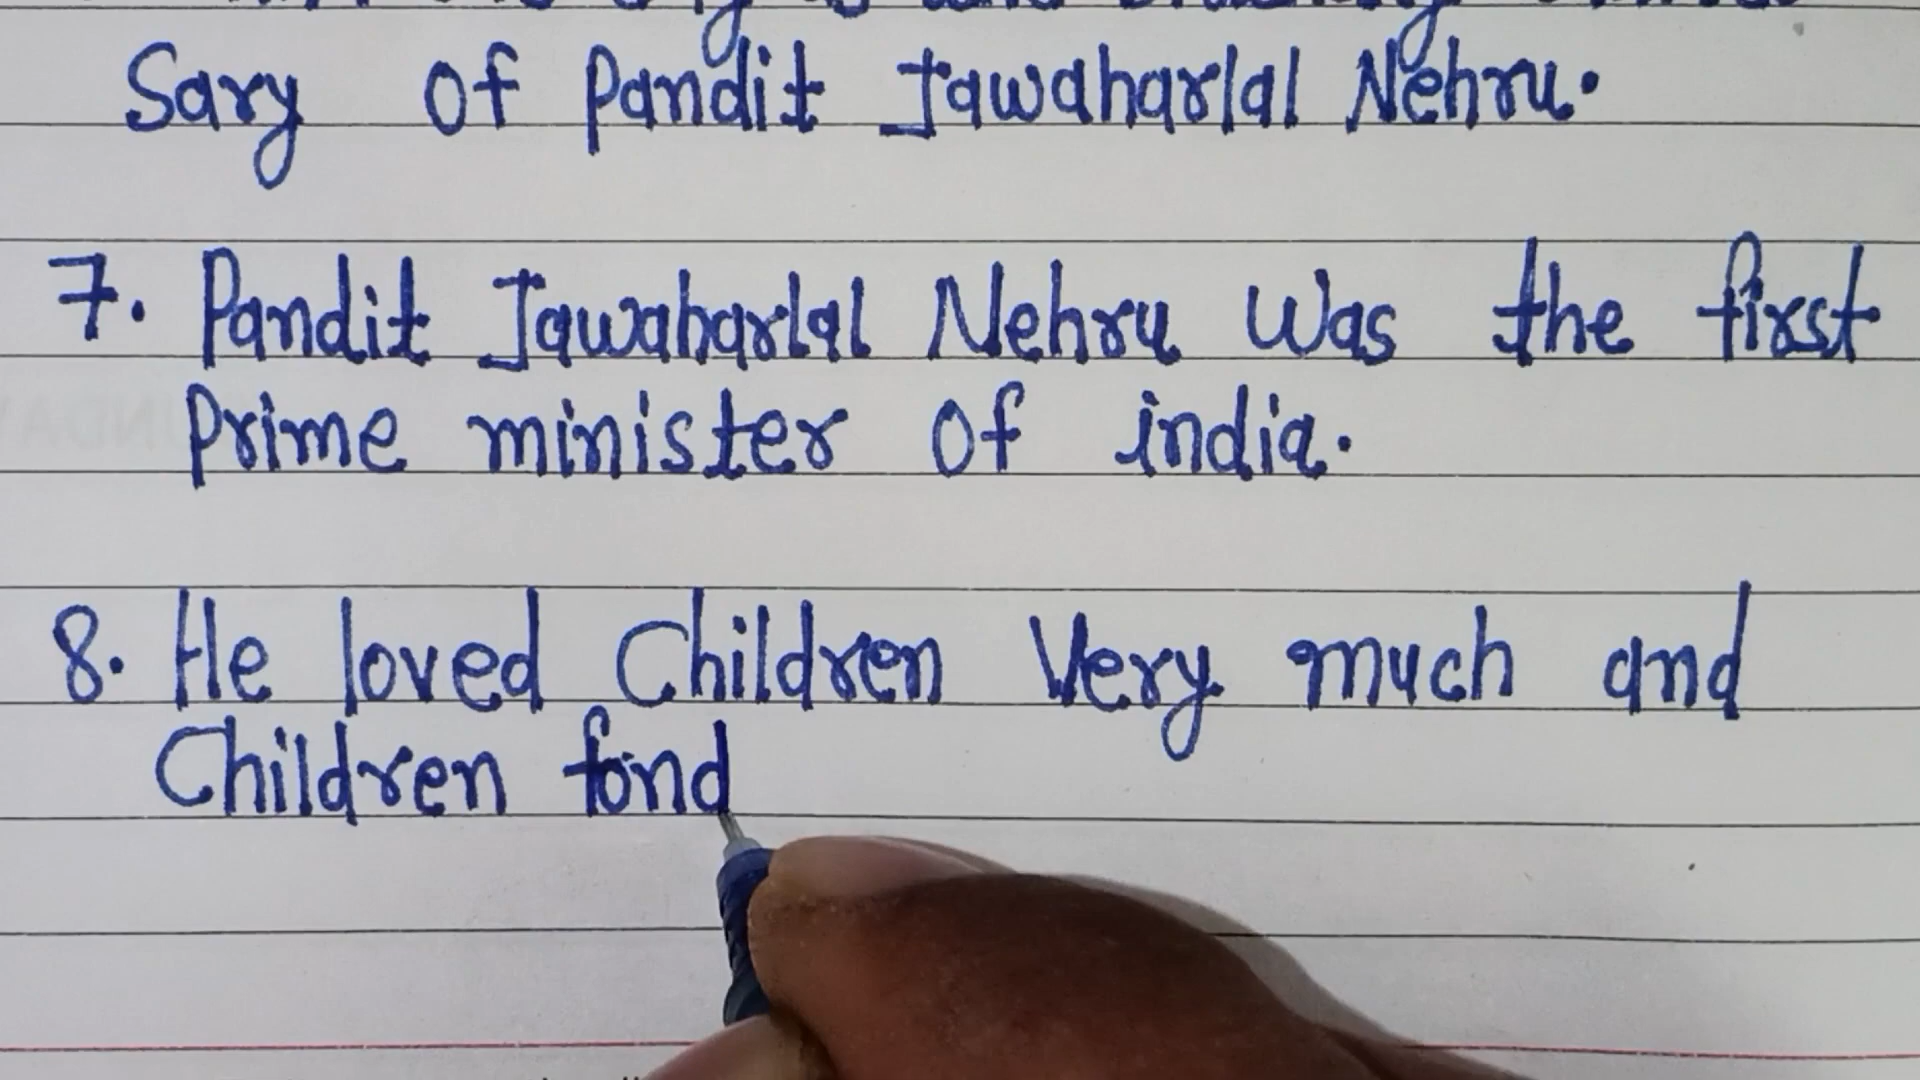 Sary of Pandit Jawaharlal Nehru.
7. Pandit Jawaharlal Nehru Was the first
Prime minister of india.
8. He loved Children Very much and
Children fond